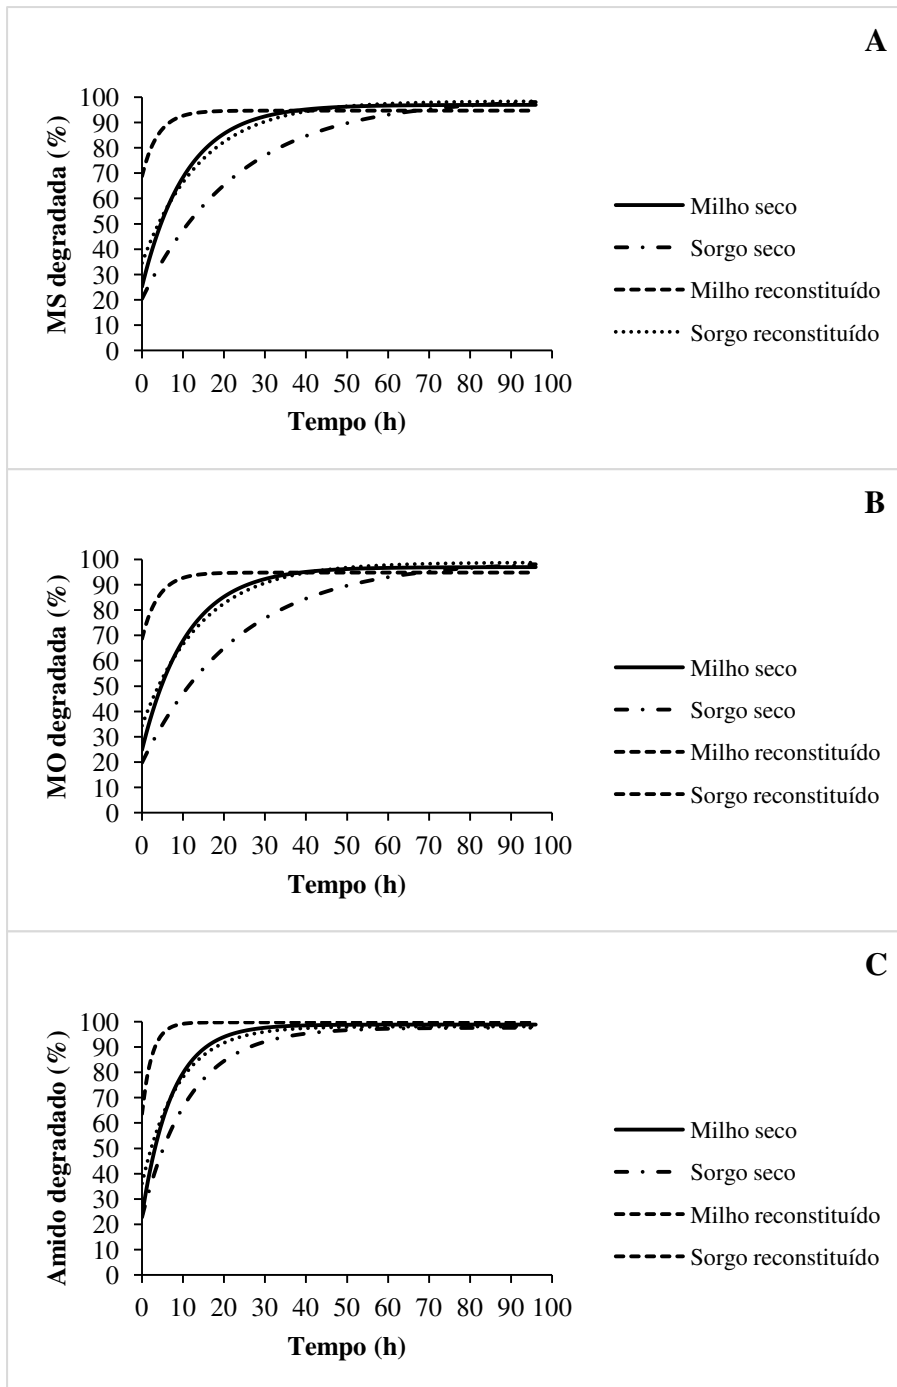 A
MS degradada (%)
100
90
80
70
60
50
40
30
20
10
0
0 10 20 30 40 50 60 70 80 90 100
Tempo (h)
Milho seco
Sorgo seco
Milho reconstituído
Sorgo reconstituído
B
MO degradada (%)
100
90
80
70
60
50
40
30
20
10
0
0 10 20 30 40 50 60 70 80 90 100
Tempo (h)
Milho seco
Sorgo seco
Milho reconstituído
Sorgo reconstituído
C
Amido degradado (%)
100
90
80
70
60
50
40
30
20
10
0
0 10 20 30 40 50 60 70 80 90 100
Tempo (h)
Milho seco
Sorgo seco
Milho reconstituído
Sorgo reconstituído